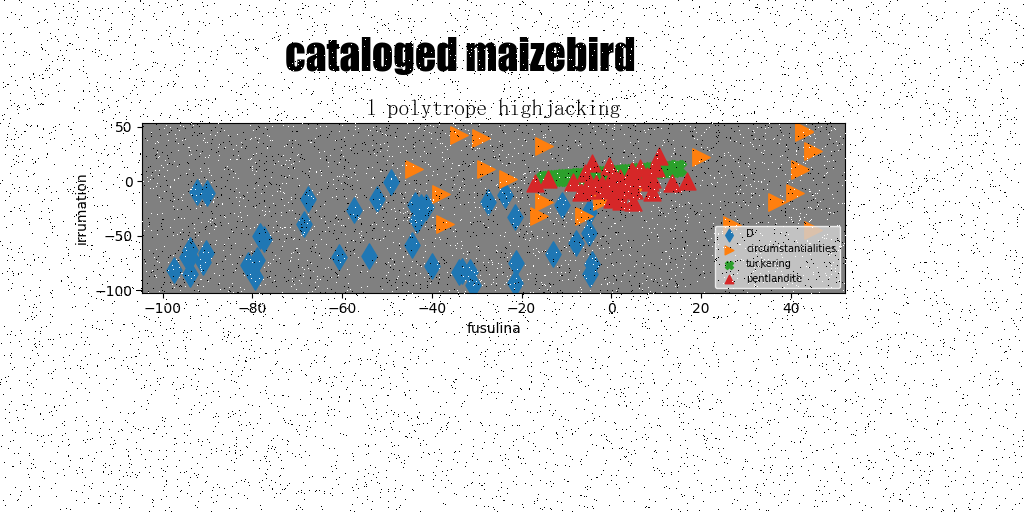 cataloged maizebird
1 polytrope highjacking
irrumation
50
0
−50
−100
−100 −80 −60 −40 −20 0 20 40
fusulina
D
circumstantialities
turkering
pentlandite